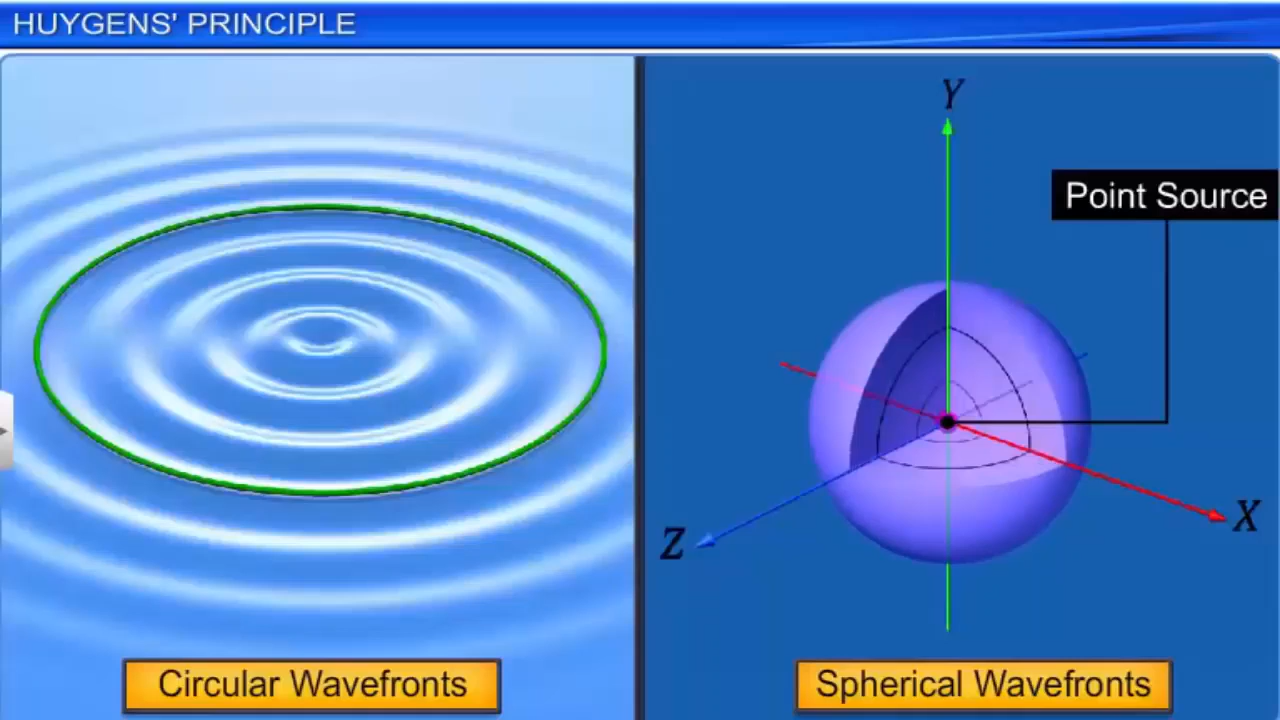 HUYGENS' PRINCIPLE
Y
Point Source
X
Z
Circular Wavefronts
Spherical Wavefronts